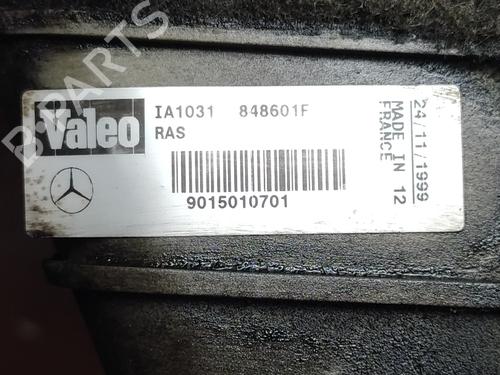 Valeo
IA1031 848601F
RAS
9015010701
MADE IN 12
FRANCE
24/11/1999
B-PARTS